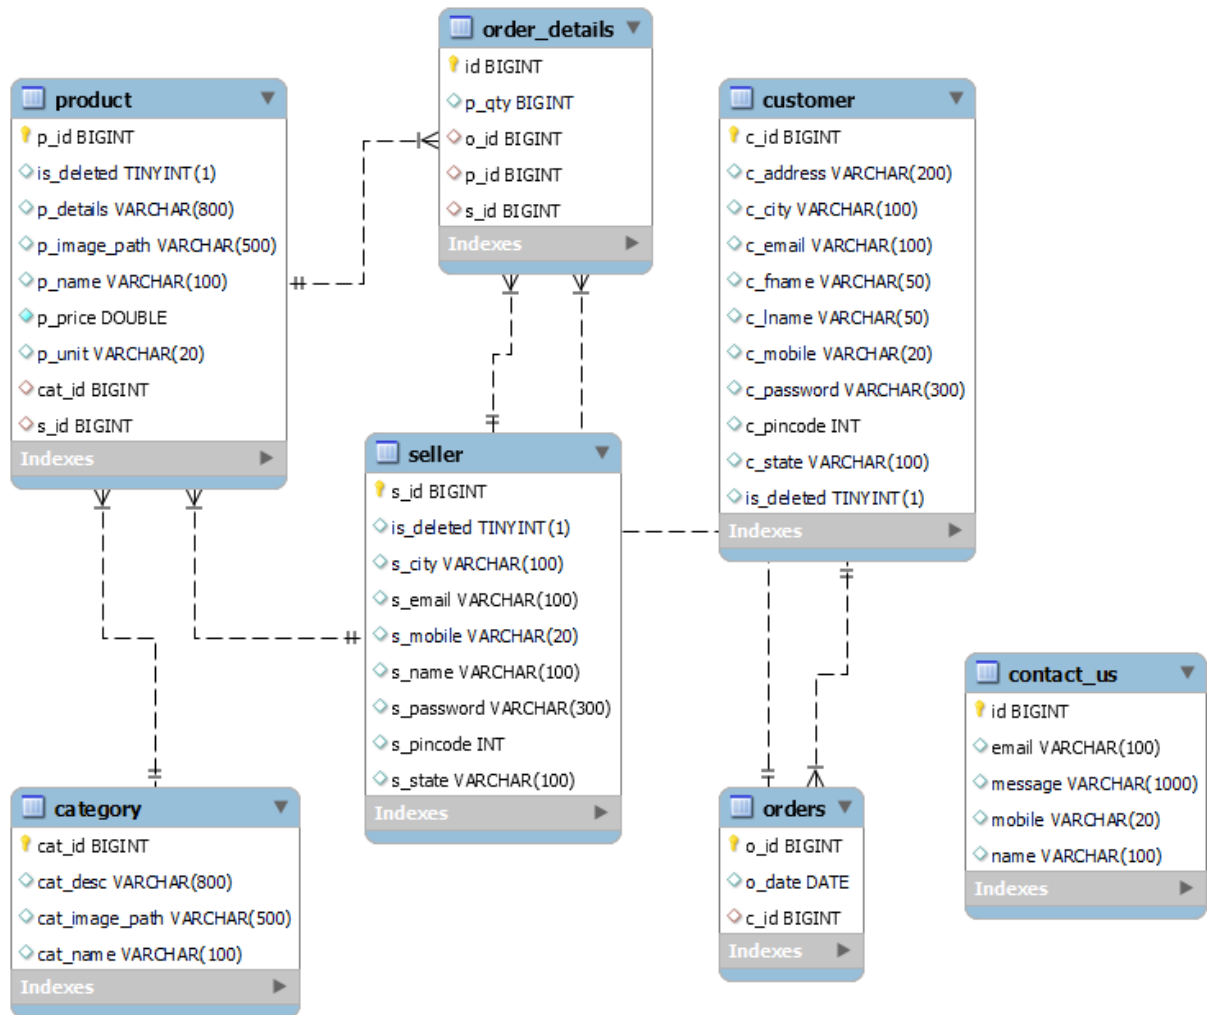 order_details
id BIGINT
p_qty BIGINT
o_id BIGINT
p_id BIGINT
s_id BIGINT
Indexes
product
p_id BIGINT
is_deleted TINYINT(1)
p_details VARCHAR(800)
p_image_path VARCHAR(500)
p_name VARCHAR(100)
p_price DOUBLE
p_unit VARCHAR(20)
cat_id BIGINT
s_id BIGINT
Indexes
customer
c_id BIGINT
c_address VARCHAR(200)
c_city VARCHAR(100)
c_email VARCHAR(100)
c_fname VARCHAR(50)
c_lname VARCHAR(50)
c_mobile VARCHAR(20)
c_password VARCHAR(300)
c_pincode INT
c_state VARCHAR(100)
is_deleted TINYINT(1)
Indexes
seller
s_id BIGINT
is_deleted TINYINT(1)
s_city VARCHAR(100)
s_email VARCHAR(100)
s_mobile VARCHAR(20)
s_name VARCHAR(100)
s_password VARCHAR(300)
s_pincode INT
s_state VARCHAR(100)
Indexes
contact_us
id BIGINT
email VARCHAR(100)
message VARCHAR(1000)
mobile VARCHAR(20)
name VARCHAR(100)
Indexes
category
cat_id BIGINT
cat_desc VARCHAR(800)
cat_image_path VARCHAR(500)
cat_name VARCHAR(100)
Indexes
orders
o_id BIGINT
o_date DATE
c_id BIGINT
Indexes